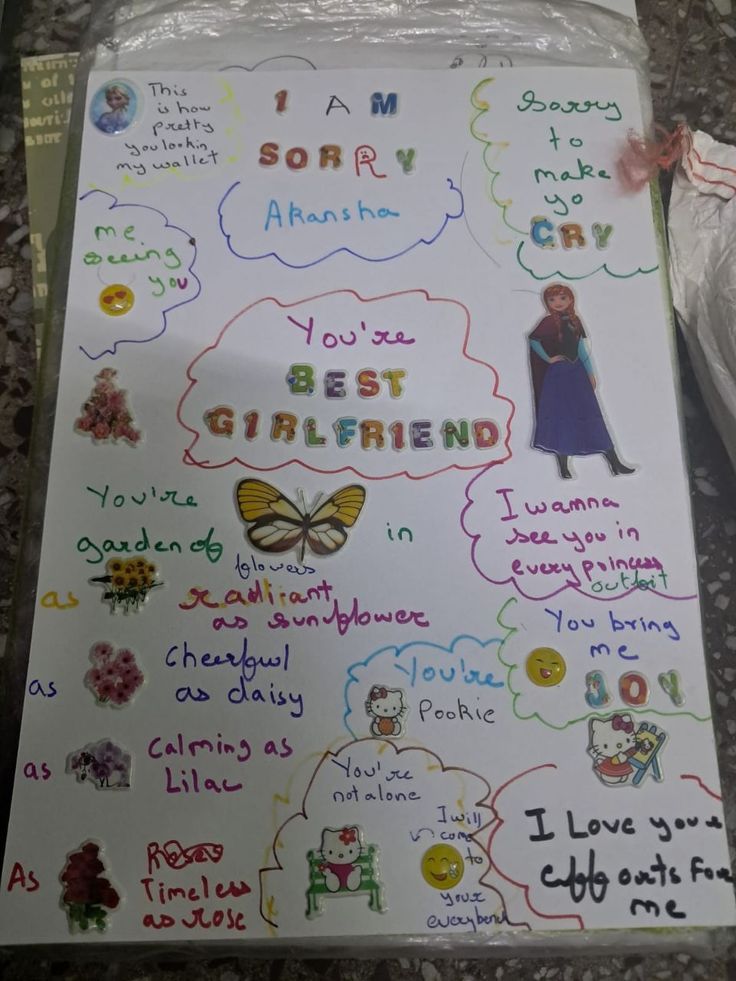 This
is how
pretty
you look in
my wallet
I AM
SORRY
Akansha
Sorry
to
make
yo
CRY
me
seeing
you
You're
BEST
GIRLFRIEND
I wanna
see you in
every princess
outfit
You're
garden of
flowers
in
as
radiant
as sunflower
You bring
me
JOY
as
Cheerful
as daisy
You're
Pookie
as
Calming as
Lilac
You're
not alone
I will
come
to
your
everybench
I Love your
efforts For
me
As
Timeless
as rose